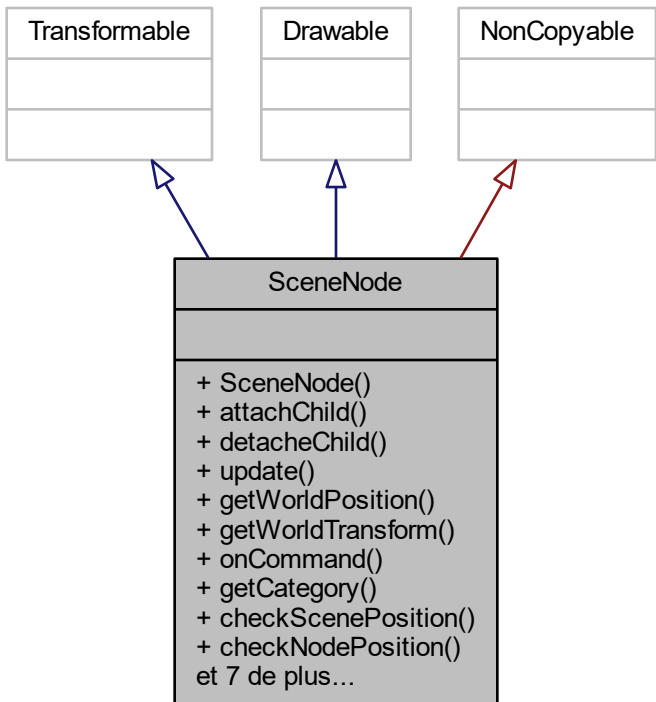 Transformable
Drawable
NonCopyable
SceneNode
+ SceneNode()
+ attachChild()
+ detacheChild()
+ update()
+ getWorldPosition()
+ getWorldTransform()
+ onCommand()
+ getCategory()
+ checkScenePosition()
+ checkNodePosition()
et 7 de plus...